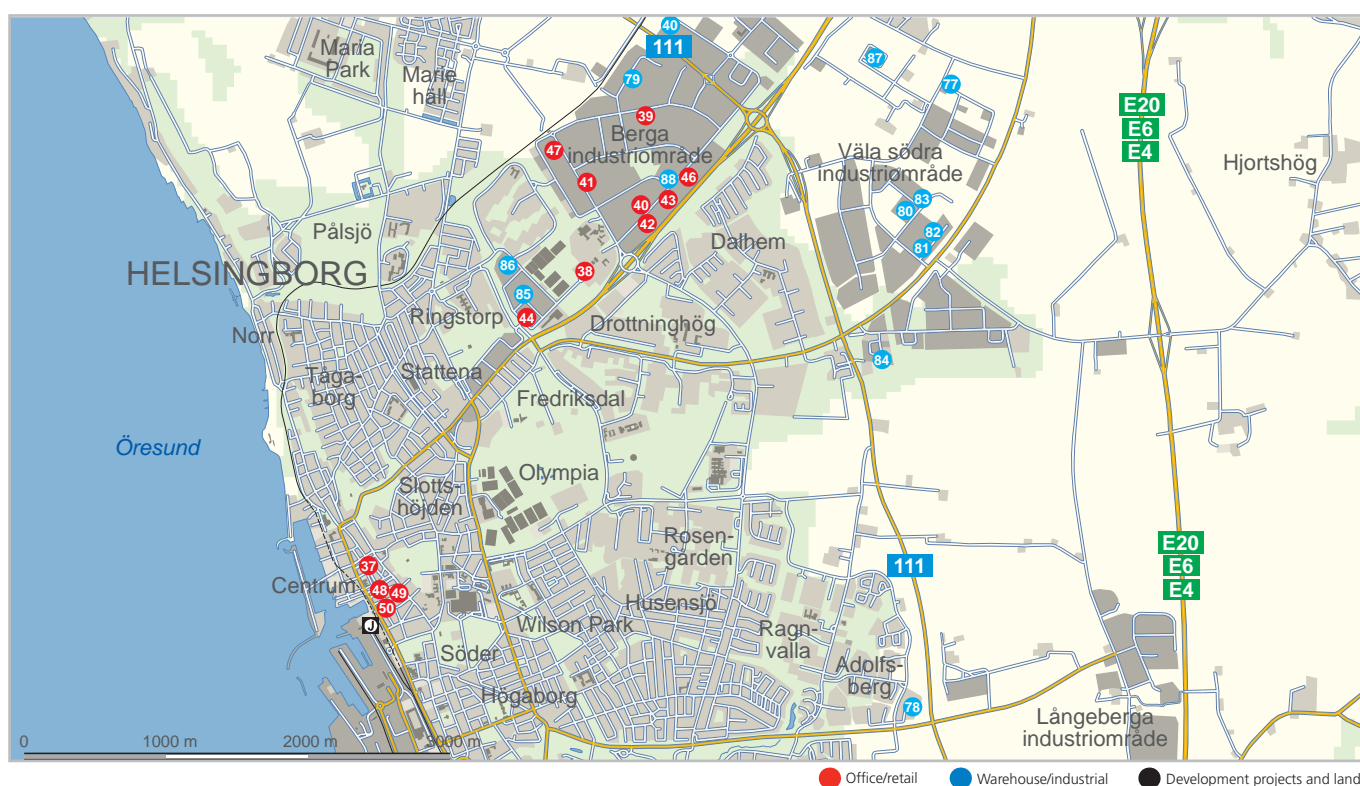 40
111
Maria
Park
Marie
häll
79
87
77
39
E20
E6
E4
Berga
industriområde
47
41
88
46
40
43
42
Väla södra
industriområde
83
80
82
81
Hjortshög
Pålsjö
Dalhem
HELSINGBORG
86
38
85
Ringstorp
44
Drottninghög
Norr
84
Tåga-
borg
Stattena
Fredriksdal
Öresund
Olympia
Slotts-
höjden
Rosen-
gården
111
E20
E6
E4
37
Centrum
48
49
50
Husensjö
Wilson Park
Ragn-
valla
Söder
Adolfs-
berg
Högaborg
78
Långeberga
industriområde
0
1000 m
2000 m
3000 m
Office/retail
Warehouse/industrial
Development projects and land